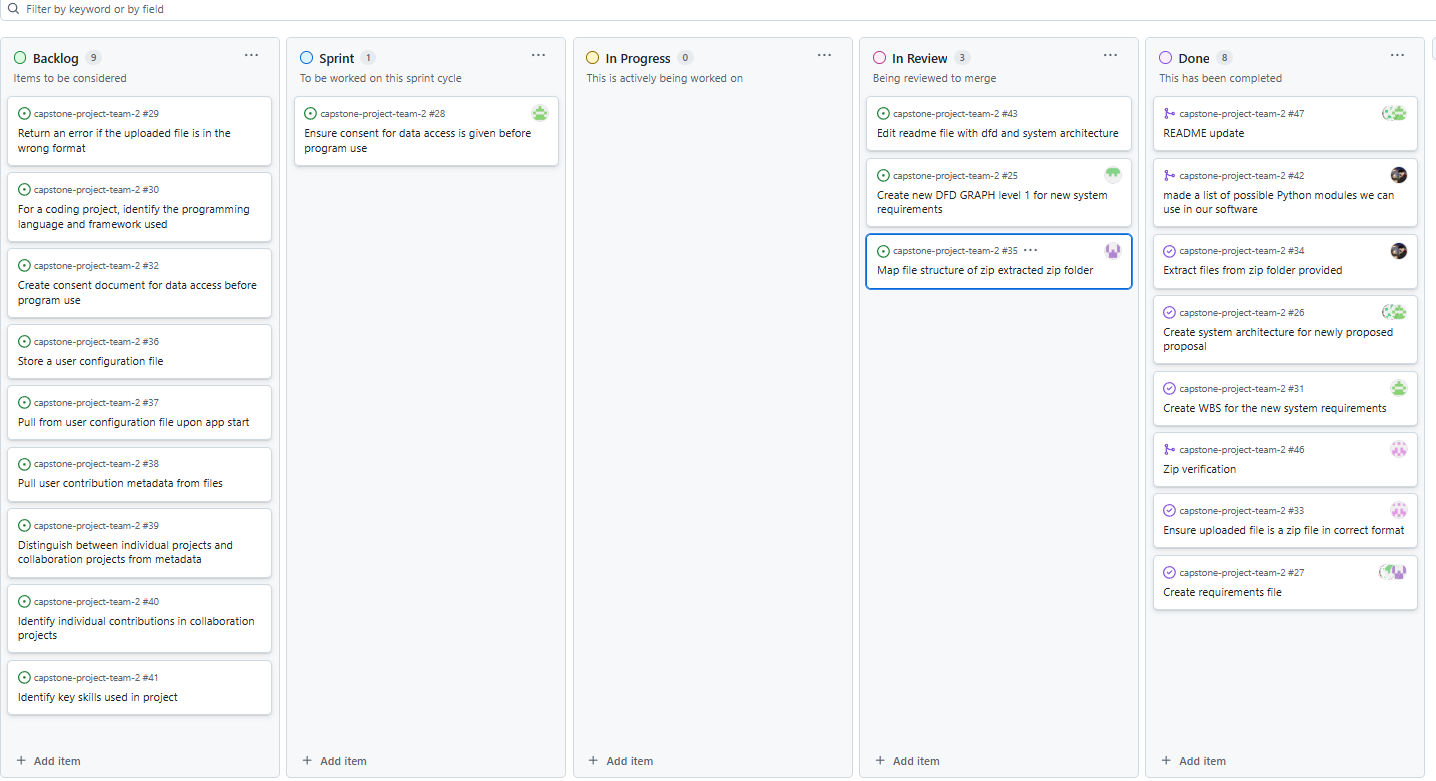 Filter by keyword or by field
Backlog 9
Items to be considered
capstone-project-team-2 #29
Return an error if the uploaded file is in the
wrong format
capstone-project-team-2 #30
For a coding project, identify the programming
language and framework used
capstone-project-team-2 #32
Create consent document for data access before
program use
capstone-project-team-2 #36
Store a user configuration file
capstone-project-team-2 #37
Pull from user configuration file upon app start
capstone-project-team-2 #38
Pull user contribution metadata from files
capstone-project-team-2 #39
Distinguish between individual projects and
collaboration projects from metadata
capstone-project-team-2 #40
Identify individual contributions in collaboration
projects
capstone-project-team-2 #41
Identify key skills used in project
+ Add item
Sprint 1
To be worked on this sprint cycle
capstone-project-team-2 #28
Ensure consent for data access is given before
program use
+ Add item
In Progress 0
This is actively being worked on
+ Add item
In Review 3
Being reviewed to merge
capstone-project-team-2 #43
Edit readme file with dfd and system architecture
capstone-project-team-2 #25
Create new DFD GRAPH level 1 for new system
requirements
capstone-project-team-2 #35 ···
Map file structure of zip extracted zip folder
+ Add item
Done 8
This has been completed
capstone-project-team-2 #47
README update
capstone-project-team-2 #42
made a list of possible Python modules we can
use in our software
capstone-project-team-2 #34
Extract files from zip folder provided
capstone-project-team-2 #26
Create system architecture for newly proposed
proposal
capstone-project-team-2 #31
Create WBS for the new system requirements
capstone-project-team-2 #46
Zip verification
capstone-project-team-2 #33
Ensure uploaded file is a zip file in correct format
capstone-project-team-2 #27
Create requirements file
+ Add item